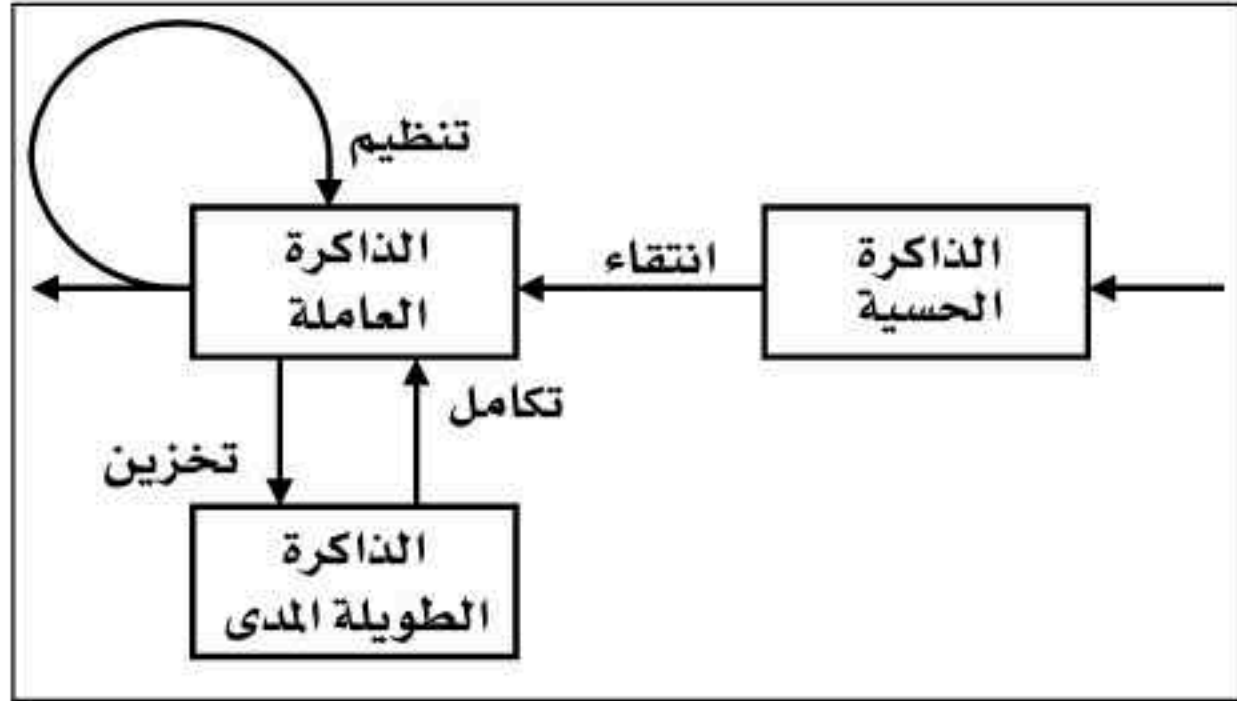 تنظيم
الذاكرة
الحسية
انتقاء
الذاكرة
العاملة
تكامل
تخزين
الذاكرة
الطويلة المدى